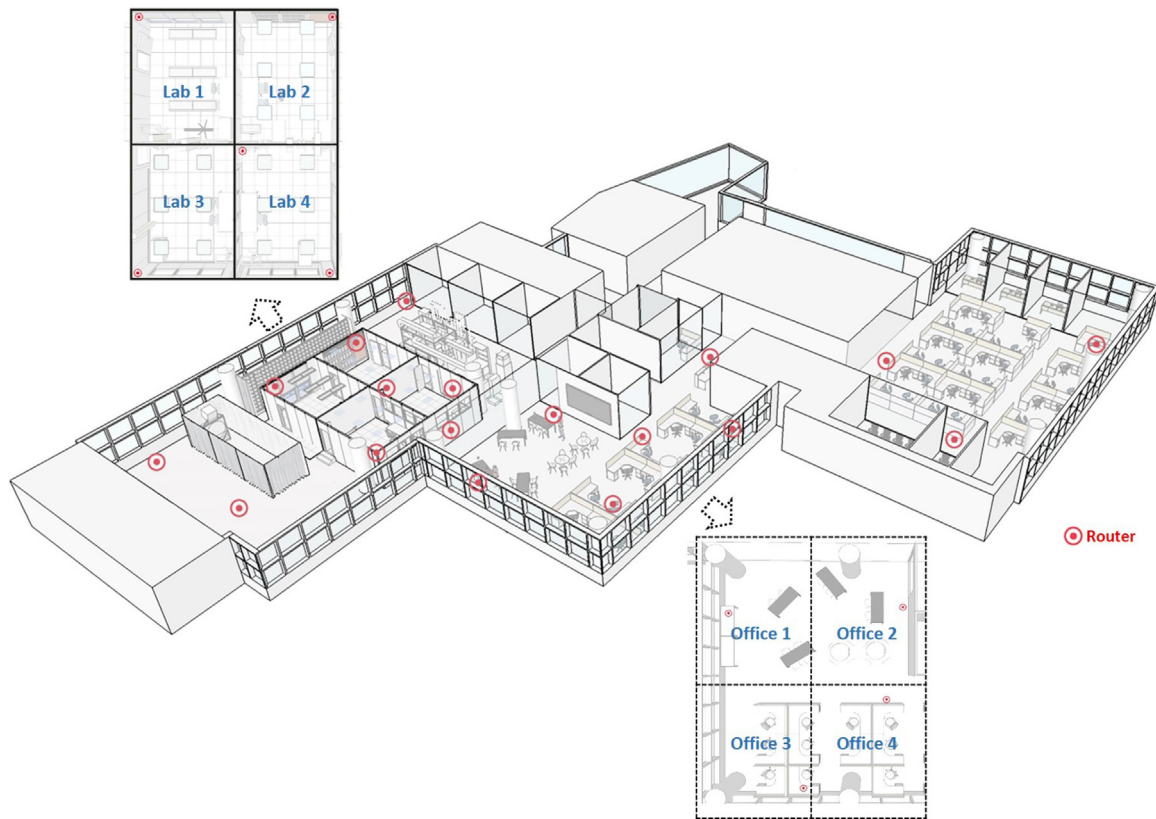 Lab 1
Lab 2
Lab 3
Lab 4
Router
Office 1
Office 2
Office 3
Office 4